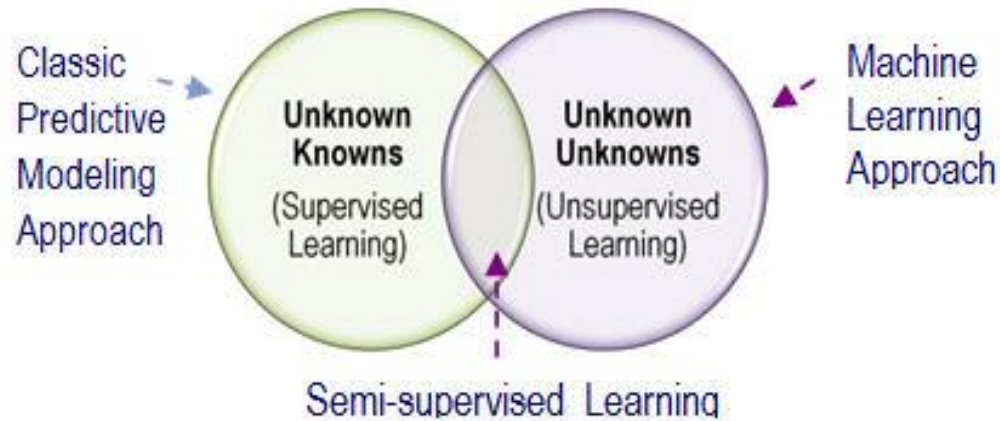 Classic
Predictive
Modeling
Approach
Unknown
Knowns
(Supervised
Learning)
Unknown
Unknowns
(Unsupervised
Learning)
Machine
Learning
Approach
Semi-supervised Learning